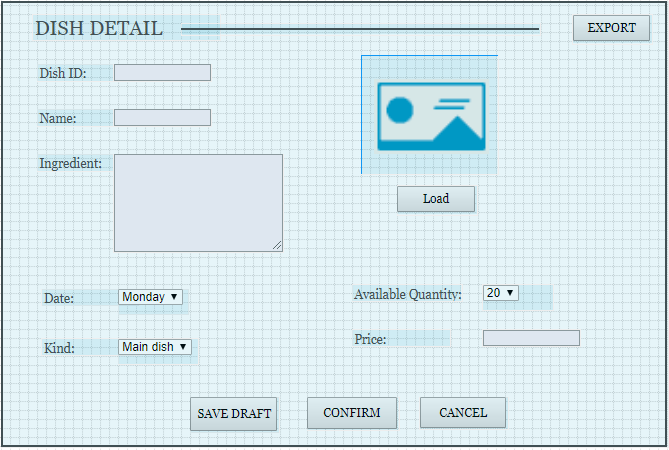 DISH DETAIL
EXPORT
Dish ID:
Name:
Ingredient:
Load
Date: Monday
Available Quantity: 20
Kind: Main dish
Price:
SAVE DRAFT
CONFIRM
CANCEL